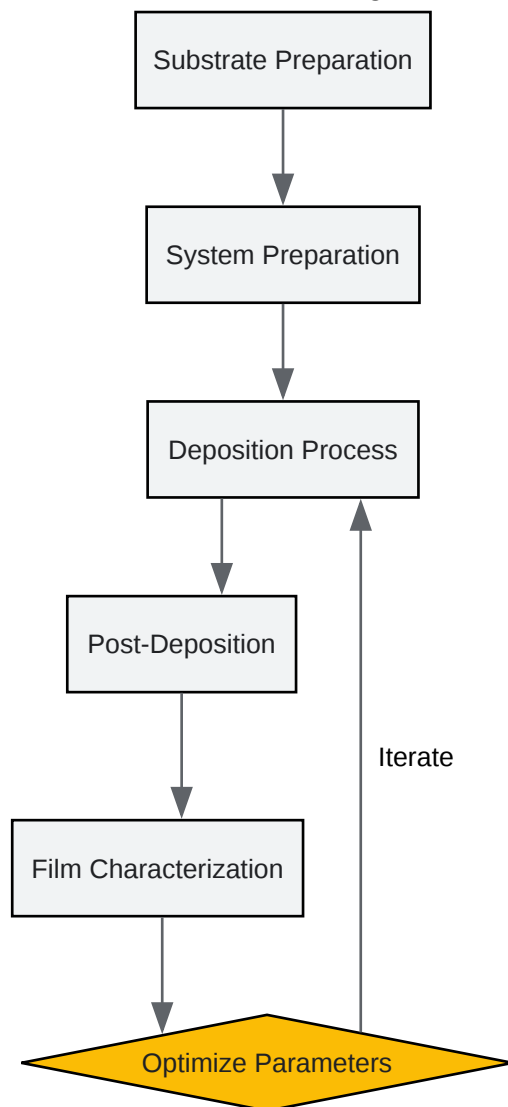 Substrate Preparation
System Preparation
Deposition Process
Post-Deposition
Iterate
Film Characterization
Optimize Parameters